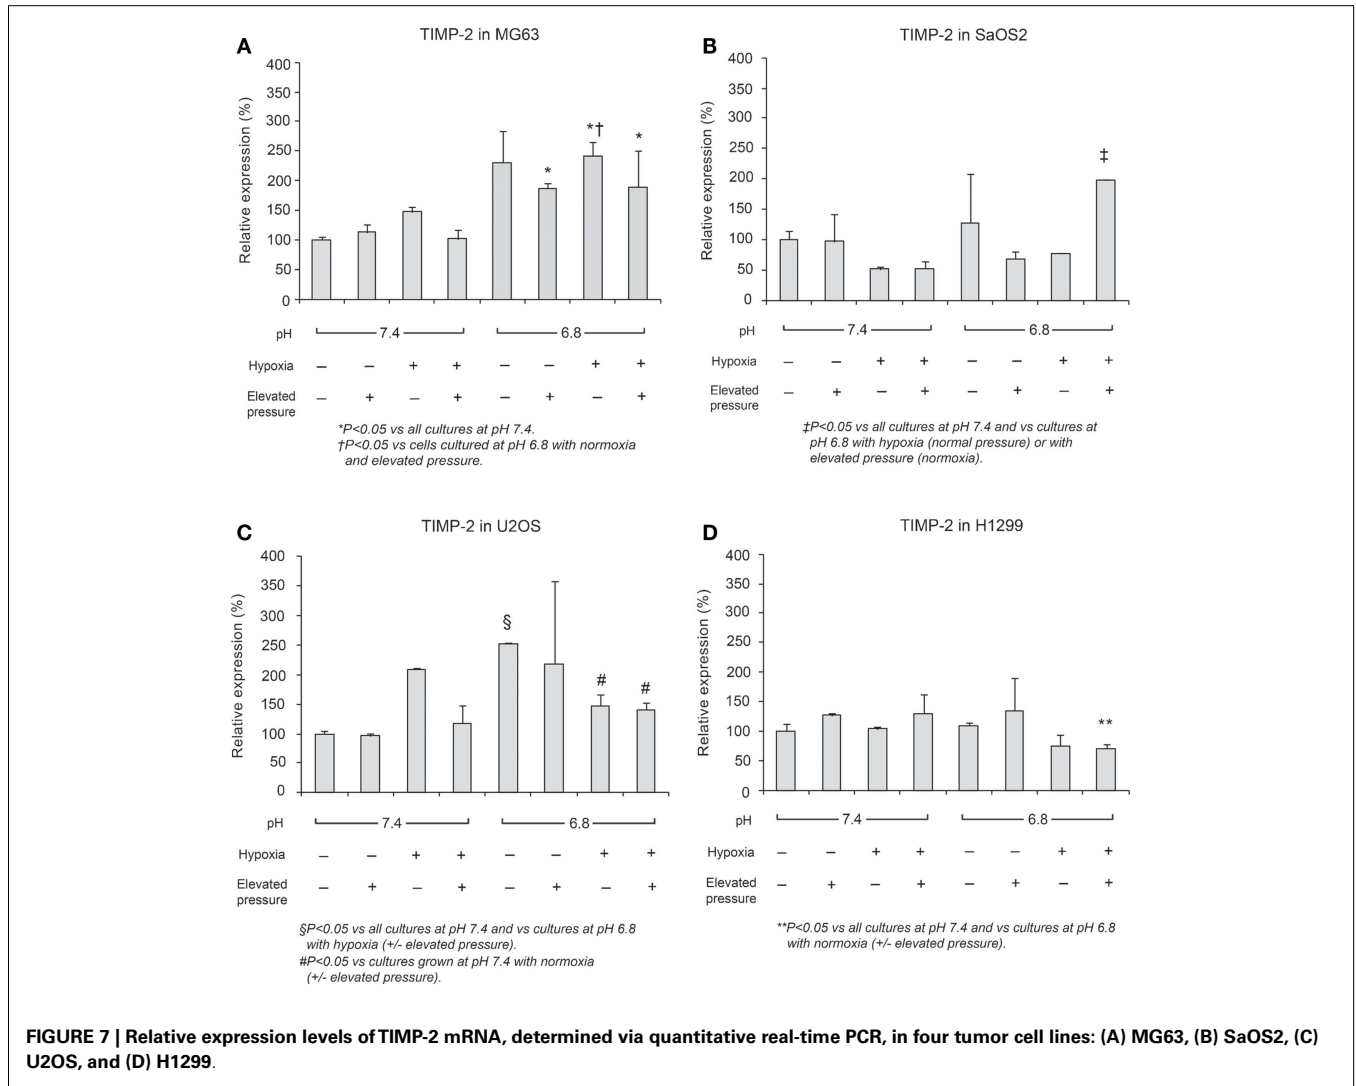 A
TIMP-2 in MG63
Relative expression (%)
400
350
300
250
200
150
100
50
0
*
*†
*
pH 7.4 6.8
Hypoxia – – + + – – + +
Elevated
pressure – + – + – + – +
*P<0.05 vs all cultures at pH 7.4.
†P<0.05 vs cells cultured at pH 6.8 with normoxia
and elevated pressure.
B
TIMP-2 in SaOS2
Relative expression (%)
400
350
300
250
200
150
100
50
0
‡
pH 7.4 6.8
Hypoxia – – + + – – + +
Elevated
pressure – + – + – + – +
‡P<0.05 vs all cultures at pH 7.4 and vs cultures at
pH 6.8 with hypoxia (normal pressure) or with
elevated pressure (normoxia).
C
TIMP-2 in U2OS
Relative expression (%)
400
350
300
250
200
150
100
50
0
§
#
#
pH 7.4 6.8
Hypoxia – – + + – – + +
Elevated
pressure – + – + – + – +
§P<0.05 vs all cultures at pH 7.4 and vs cultures at pH 6.8
with hypoxia (+/- elevated pressure).
#P<0.05 vs cultures grown at pH 7.4 with normoxia
(+/- elevated pressure).
D
TIMP-2 in H1299
Relative expression (%)
400
350
300
250
200
150
100
50
0
**
pH 7.4 6.8
Hypoxia – – + + – – + +
Elevated
pressure – + – + – + – +
**P<0.05 vs all cultures at pH 7.4 and vs cultures at pH 6.8
with normoxia (+/- elevated pressure).
FIGURE 7 | Relative expression levels of TIMP-2 mRNA, determined via quantitative real-time PCR, in four tumor cell lines: (A) MG63, (B) SaOS2, (C)
U2OS, and (D) H1299.